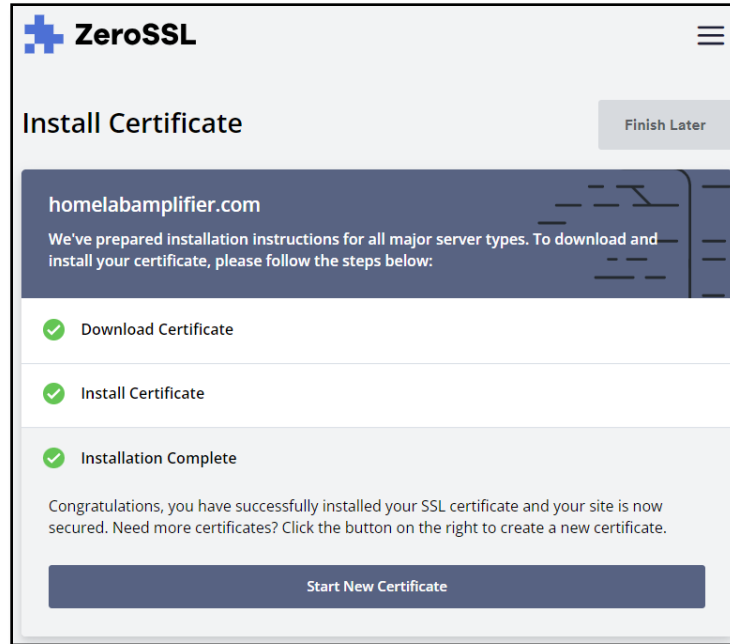 ZeroSSL
Install Certificate
Finish Later
homelabamplifier.com
We've prepared installation instructions for all major server types. To download and
install your certificate, please follow the steps below:
Download Certificate
Install Certificate
Installation Complete
Congratulations, you have successfully installed your SSL certificate and your site is now
secured. Need more certificates? Click the button on the right to create a new certificate.
Start New Certificate